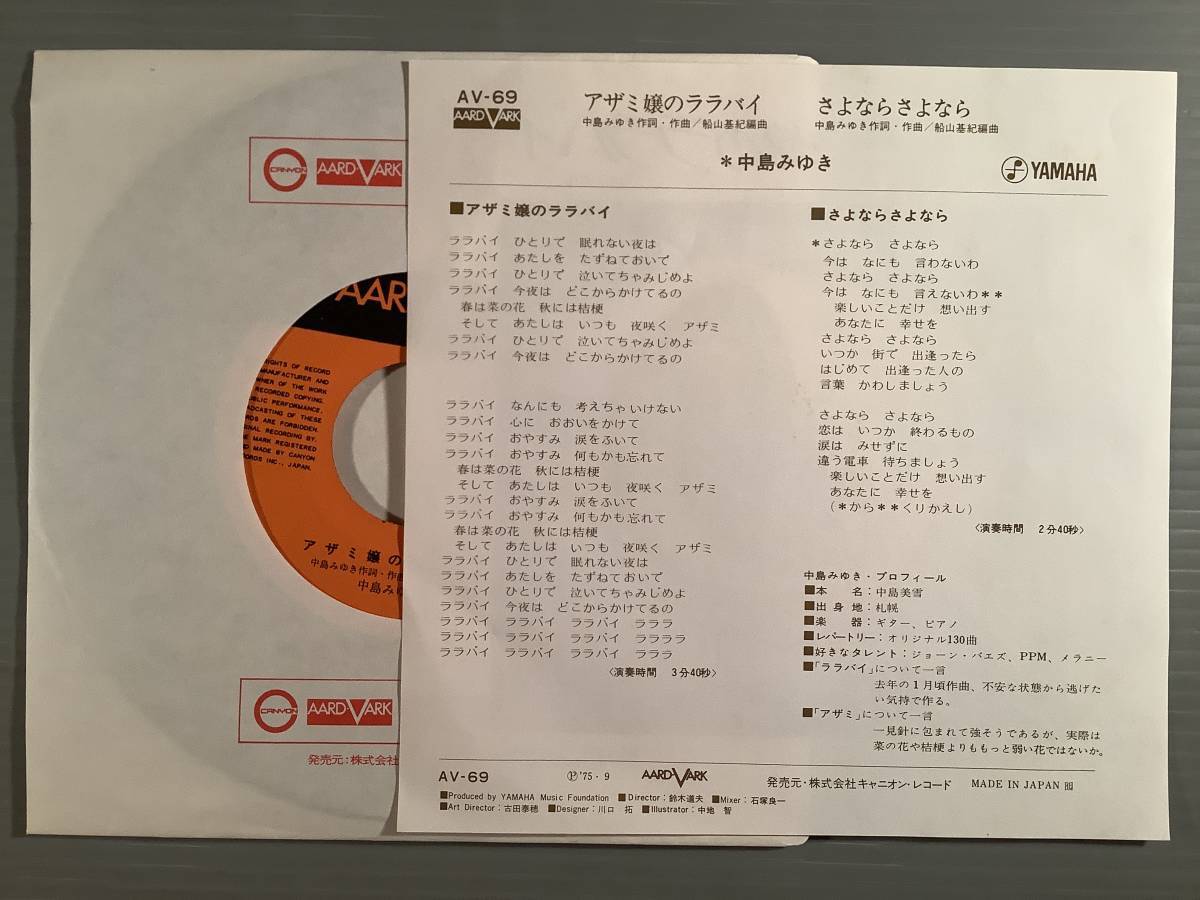 AV-69
AARDVARK
アザミ嬢のララバイ
中島みゆき作詞・作曲／船山基紀編曲
さよならさよなら
中島みゆき作詞・作曲／船山基紀編曲
＊中島みゆき
YAMAHA
■アザミ嬢のララバイ
ララバイ ひとりで 眠れない夜は
ララバイ あたしを たずねておいで
ララバイ ひとりで 泣いてちゃみじめよ
ララバイ 今夜は どこからかけてるの
春は菜の花 秋には桔梗
そして あたしは いつも 夜咲く アザミ
ララバイ ひとりで 泣いてちゃみじめよ
ララバイ 今夜は どこからかけてるの
ララバイ なんにも 考えちゃいけない
ララバイ 心に おおいをかけて
ララバイ おやすみ 涙をふいて
ララバイ おやすみ 何もかも忘れて
春は菜の花 秋には桔梗
そして あたしは いつも 夜咲く アザミ
ララバイ おやすみ 涙をふいて
ララバイ おやすみ 何もかも忘れて
春は菜の花 秋には桔梗
そして あたしは いつも 夜咲く アザミ
ララバイ ひとりで 眠れない夜は
ララバイ あたしを たずねておいで
ララバイ ひとりで 泣いてちゃみじめよ
ララバイ 今夜は どこからかけてるの
ララバイ ララバイ ララバイ ラララ
ララバイ ララバイ ララバイ ララララ
ララバイ ララバイ ララバイ ラララ
〈演奏時間 3分40秒〉
■さよならさよなら
＊さよなら さよなら
今は なにも 言わないわ
さよなら さよなら
今は なにも 言えないわ＊＊
楽しいことだけ 想い出す
あなたに 幸せを
さよなら さよなら
いつか 街で 出逢ったら
はじめて 出逢った人の
言葉 かわしましょう
さよなら さよなら
恋は いつか 終わるもの
涙は みせずに
違う電車 待ちましょう
楽しいことだけ 想い出す
あなたに 幸せを
(＊から＊＊くりかえし)
〈演奏時間 2分40秒〉
中島みゆき・プロフィール
■本 名：中島美雪
■出身地：札幌
■楽 器：ギター、ピアノ
■レパートリー：オリジナル130曲
■好きなタレント：ジョーン・バエズ、PPM、メラニー
■「ララバイ」について一言
去年の1月頃作曲、不安な状態から逃げた
い気持で作る。
■「アザミ」について一言
一見針に包まれて強そうであるが、実際は
菜の花や桔梗よりももっと弱い花ではないか。
AV-69 Ⓟ'75・9 AARDVARK 発売元・株式会社キャニオン・レコード MADE IN JAPAN
■Produced by YAMAHA Music Foundation ■Director：鈴木道夫 ■Mixer：石塚良一
■Art Director：古田泰穂 ■Designer：川口 拓 ■Illustrator：中地 智
CANYON AARD-VARK
AARD
RIGHTS OF RECORD
MANUFACTURER AND
OWNER OF THE WORK
RECORDED COPYING,
PUBLIC PERFORMANCE,
CASTING OF THESE
ARE FORBIDDEN.
RECORDING BY
MARK REGISTERED
MADE BY CANYON
RECORDS INC., JAPAN.
アザミ嬢の
中島みゆき作詞・作曲
中島みゆ
CANYON AARD-VARK
発売元：株式会社